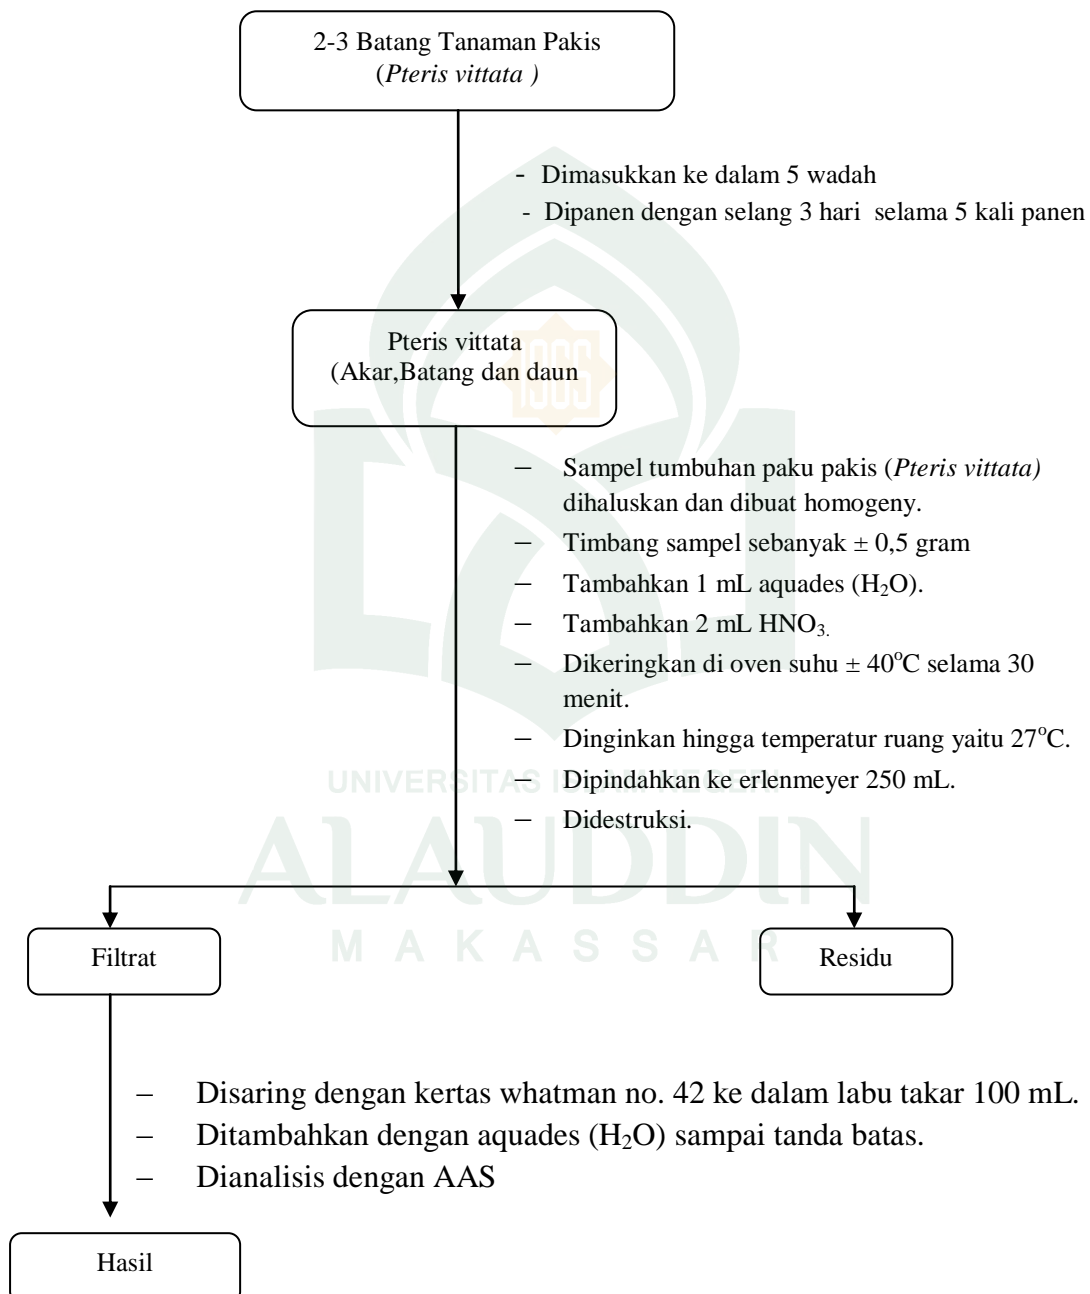 2-3 Batang Tanaman Pakis
(Pteris vittata )
- Dimasukkan ke dalam 5 wadah
- Dipanen dengan selang 3 hari selama 5 kali panen
Pteris vittata
(Akar,Batang dan daun
– Sampel tumbuhan paku pakis (Pteris vittata)
dihaluskan dan dibuat homogeny.
– Timbang sampel sebanyak ± 0,5 gram
– Tambahkan 1 mL aquades (H₂O).
– Tambahkan 2 mL HNO₃.
– Dikeringkan di oven suhu ± 40°C selama 30
menit.
– Dinginkan hingga temperatur ruang yaitu 27°C.
– Dipindahkan ke erlenmeyer 250 mL.
– Didestruksi.
UNIVERSITAS ISLAM NEGERI
ALAUDDIN
MAKASSAR
1965
Filtrat
Residu
– Disaring dengan kertas whatman no. 42 ke dalam labu takar 100 mL.
– Ditambahkan dengan aquades (H₂O) sampai tanda batas.
– Dianalisis dengan AAS
Hasil